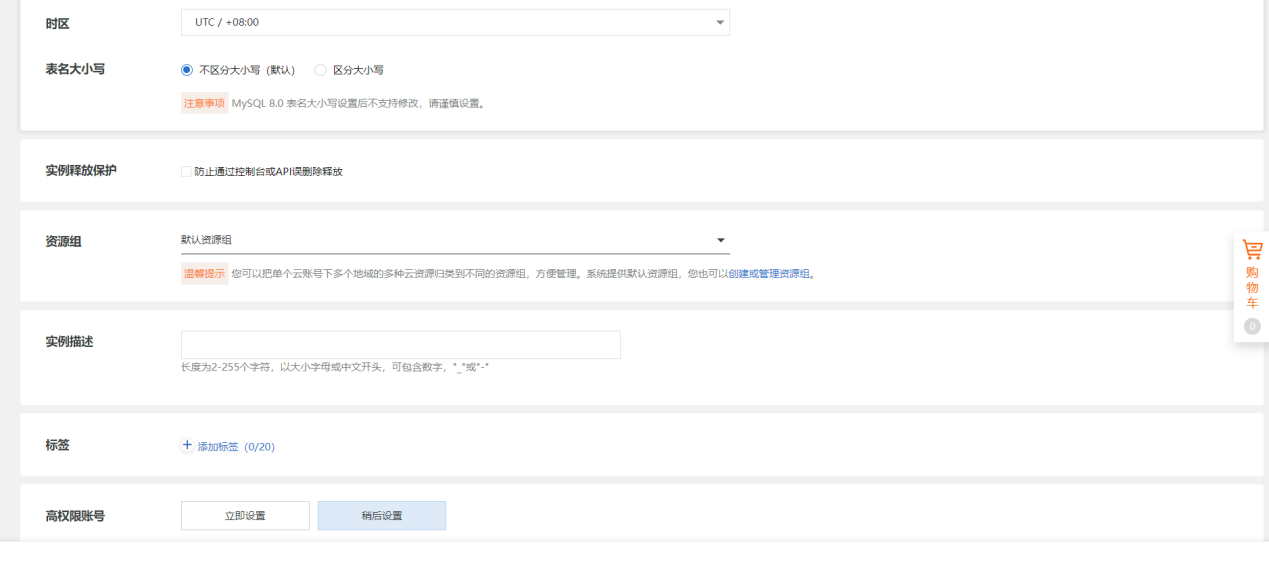 时区
UTC / +08:00
表名大小写
不区分大小写（默认） 区分大小写
注意事项 MySQL 8.0 表名大小写设置后不支持修改，请谨慎设置。
实例释放保护
防止通过控制台或API误删除释放
资源组
默认资源组
温馨提示 您可以把单个云账号下多个地域的多种云资源归类到不同的资源组，方便管理。系统提供默认资源组，您也可以创建或管理资源组。
购物车
0
实例描述
长度为2-255个字符，以大小字母或中文开头，可包含数字，"_"或"-"
标签
+ 添加标签（0/20）
高权限账号
立即设置 稍后设置